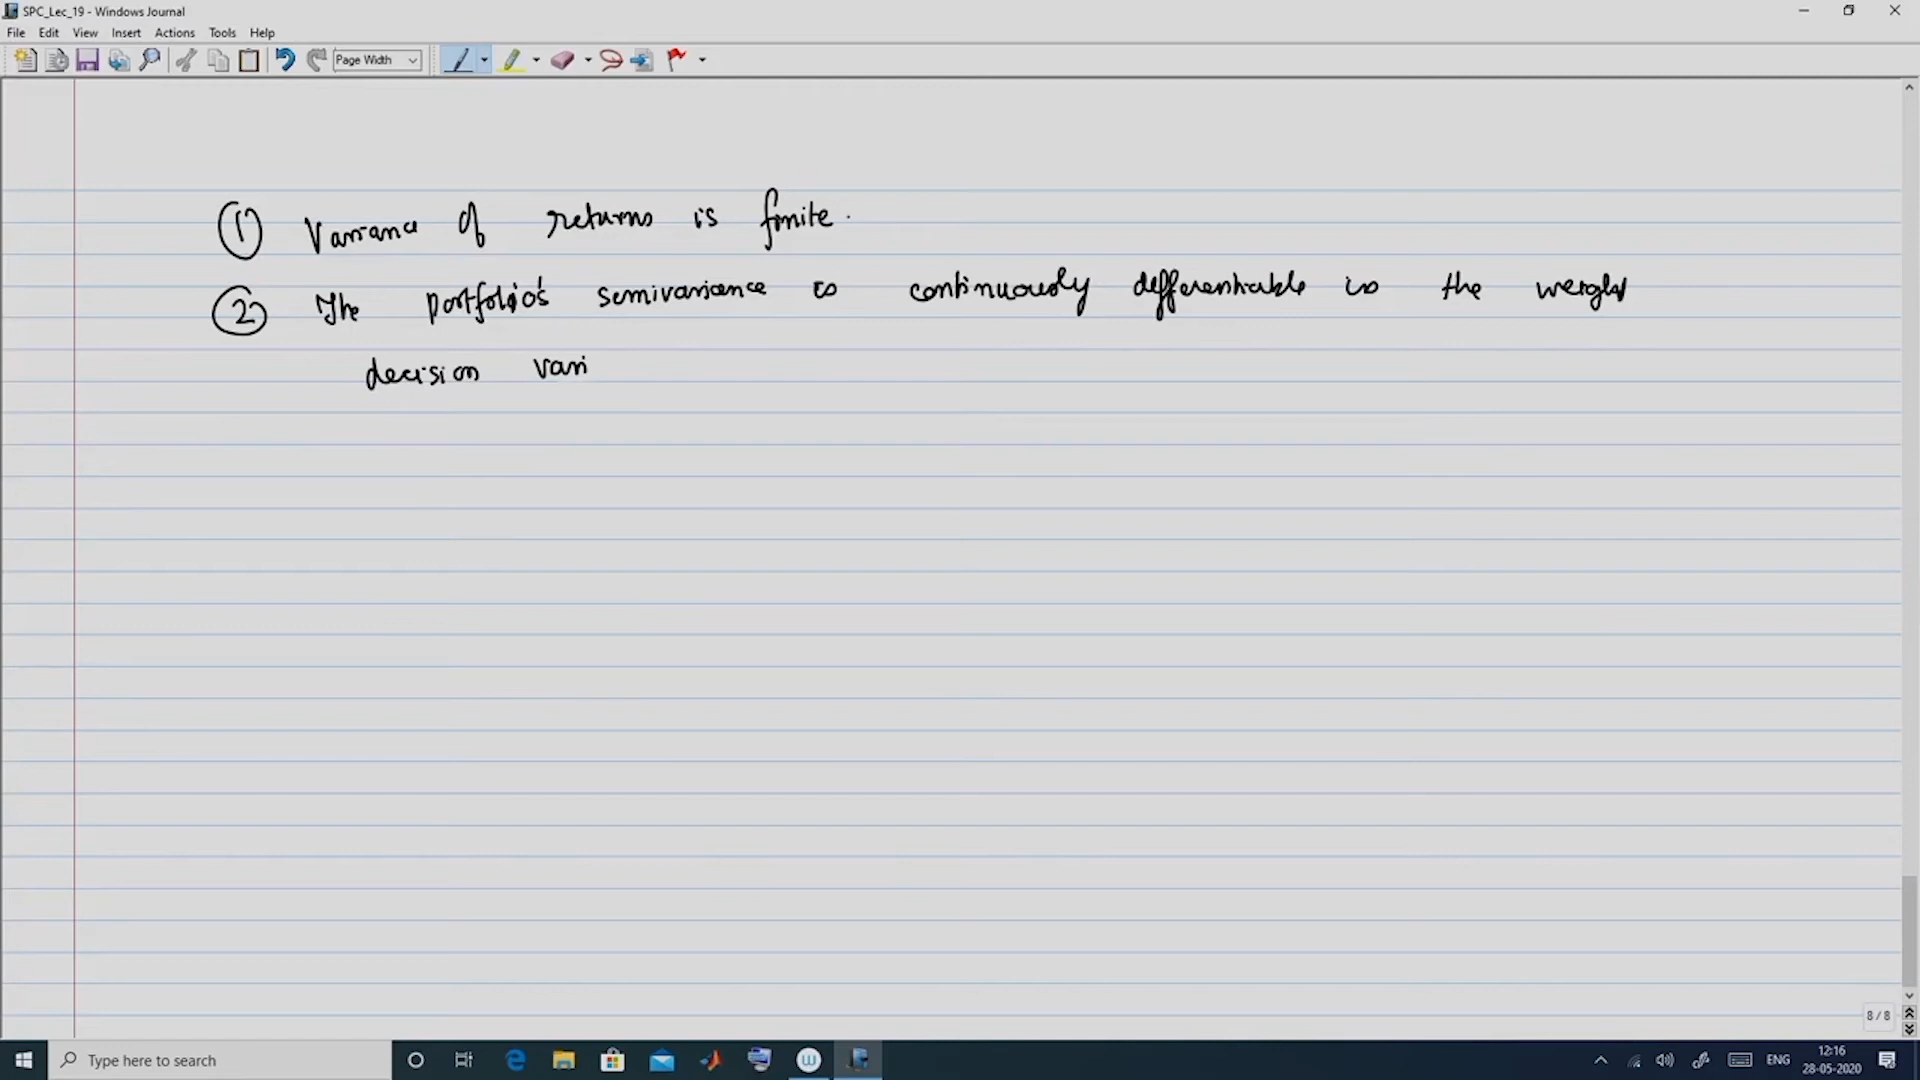 SPC_Lec_19 - Windows Journal
File Edit View Insert Actions Tools Help
Page Width
① Variance of returns is finite.
② The portfolio's semivariance is continuously differentiable in the weight
decision vari
8 / 8
Type here to search
ENG
12:16
28-05-2020